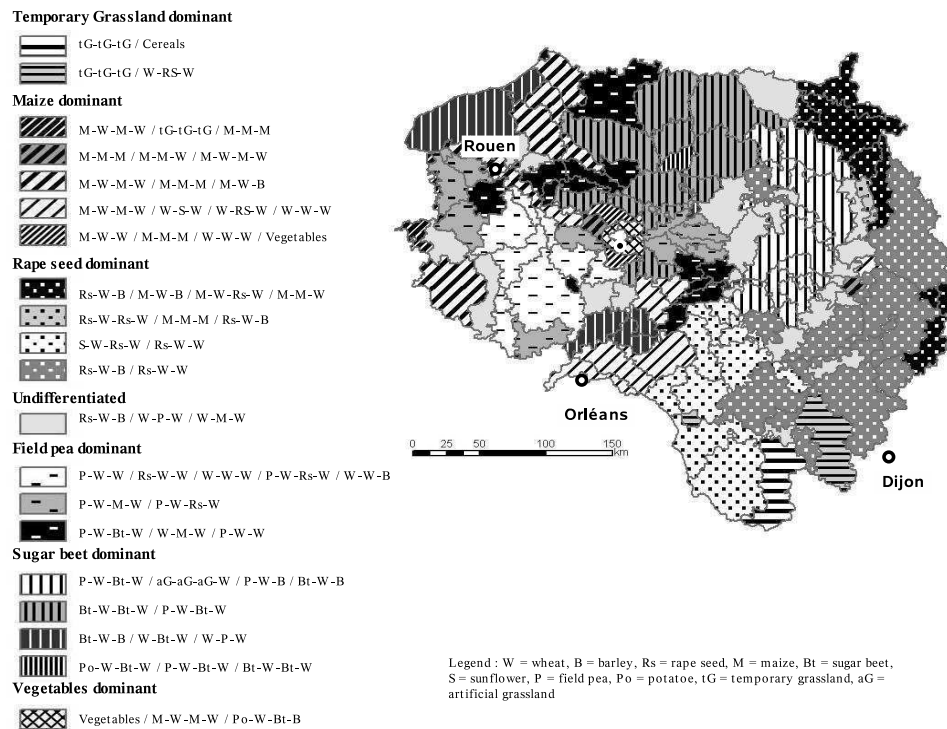 Temporary Grassland dominant
tG-tG-tG / Cereals
tG-tG-tG / W-RS-W
Maize dominant
M-W-M-W / tG-tG-tG / M-M-M
M-M-M / M-M-W / M-W-M-W
M-W-M-W / M-M-M / M-W-B
M-W-M-W / W-S-W / W-RS-W / W-W-W
M-W-W / M-M-M / W-W-W / Vegetables
Rape seed dominant
Rs-W-B / M-W-B / M-W-Rs-W / M-M-W
Rs-W-Rs-W / M-M-M / Rs-W-B
S-W-Rs-W / Rs-W-W
Rs-W-B / Rs-W-W
Undifferentiated
Rs-W-B / W-P-W / W-M-W
Field pea dominant
P-W-W / Rs-W-W / W-W-W / P-W-Rs-W / W-W-B
P-W-M-W / P-W-Rs-W
P-W-Bt-W / W-M-W / P-W-W
Sugar beet dominant
P-W-Bt-W / aG-aG-aG-W / P-W-B / Bt-W-B
Bt-W-Bt-W / P-W-Bt-W
Bt-W-B / W-Bt-W / W-P-W
Po-W-Bt-W / P-W-Bt-W / Bt-W-Bt-W
Vegetables dominant
Vegetables / M-W-M-W / Po-W-Bt-B
Rouen
Orléans
Dijon
0 25 50 100 150
km
Legend : W = wheat, B = barley, Rs = rape seed, M = maize, Bt = sugar beet,
S = sunflower, P = field pea, Po = potatoe, tG = temporary grassland, aG =
artificial grassland